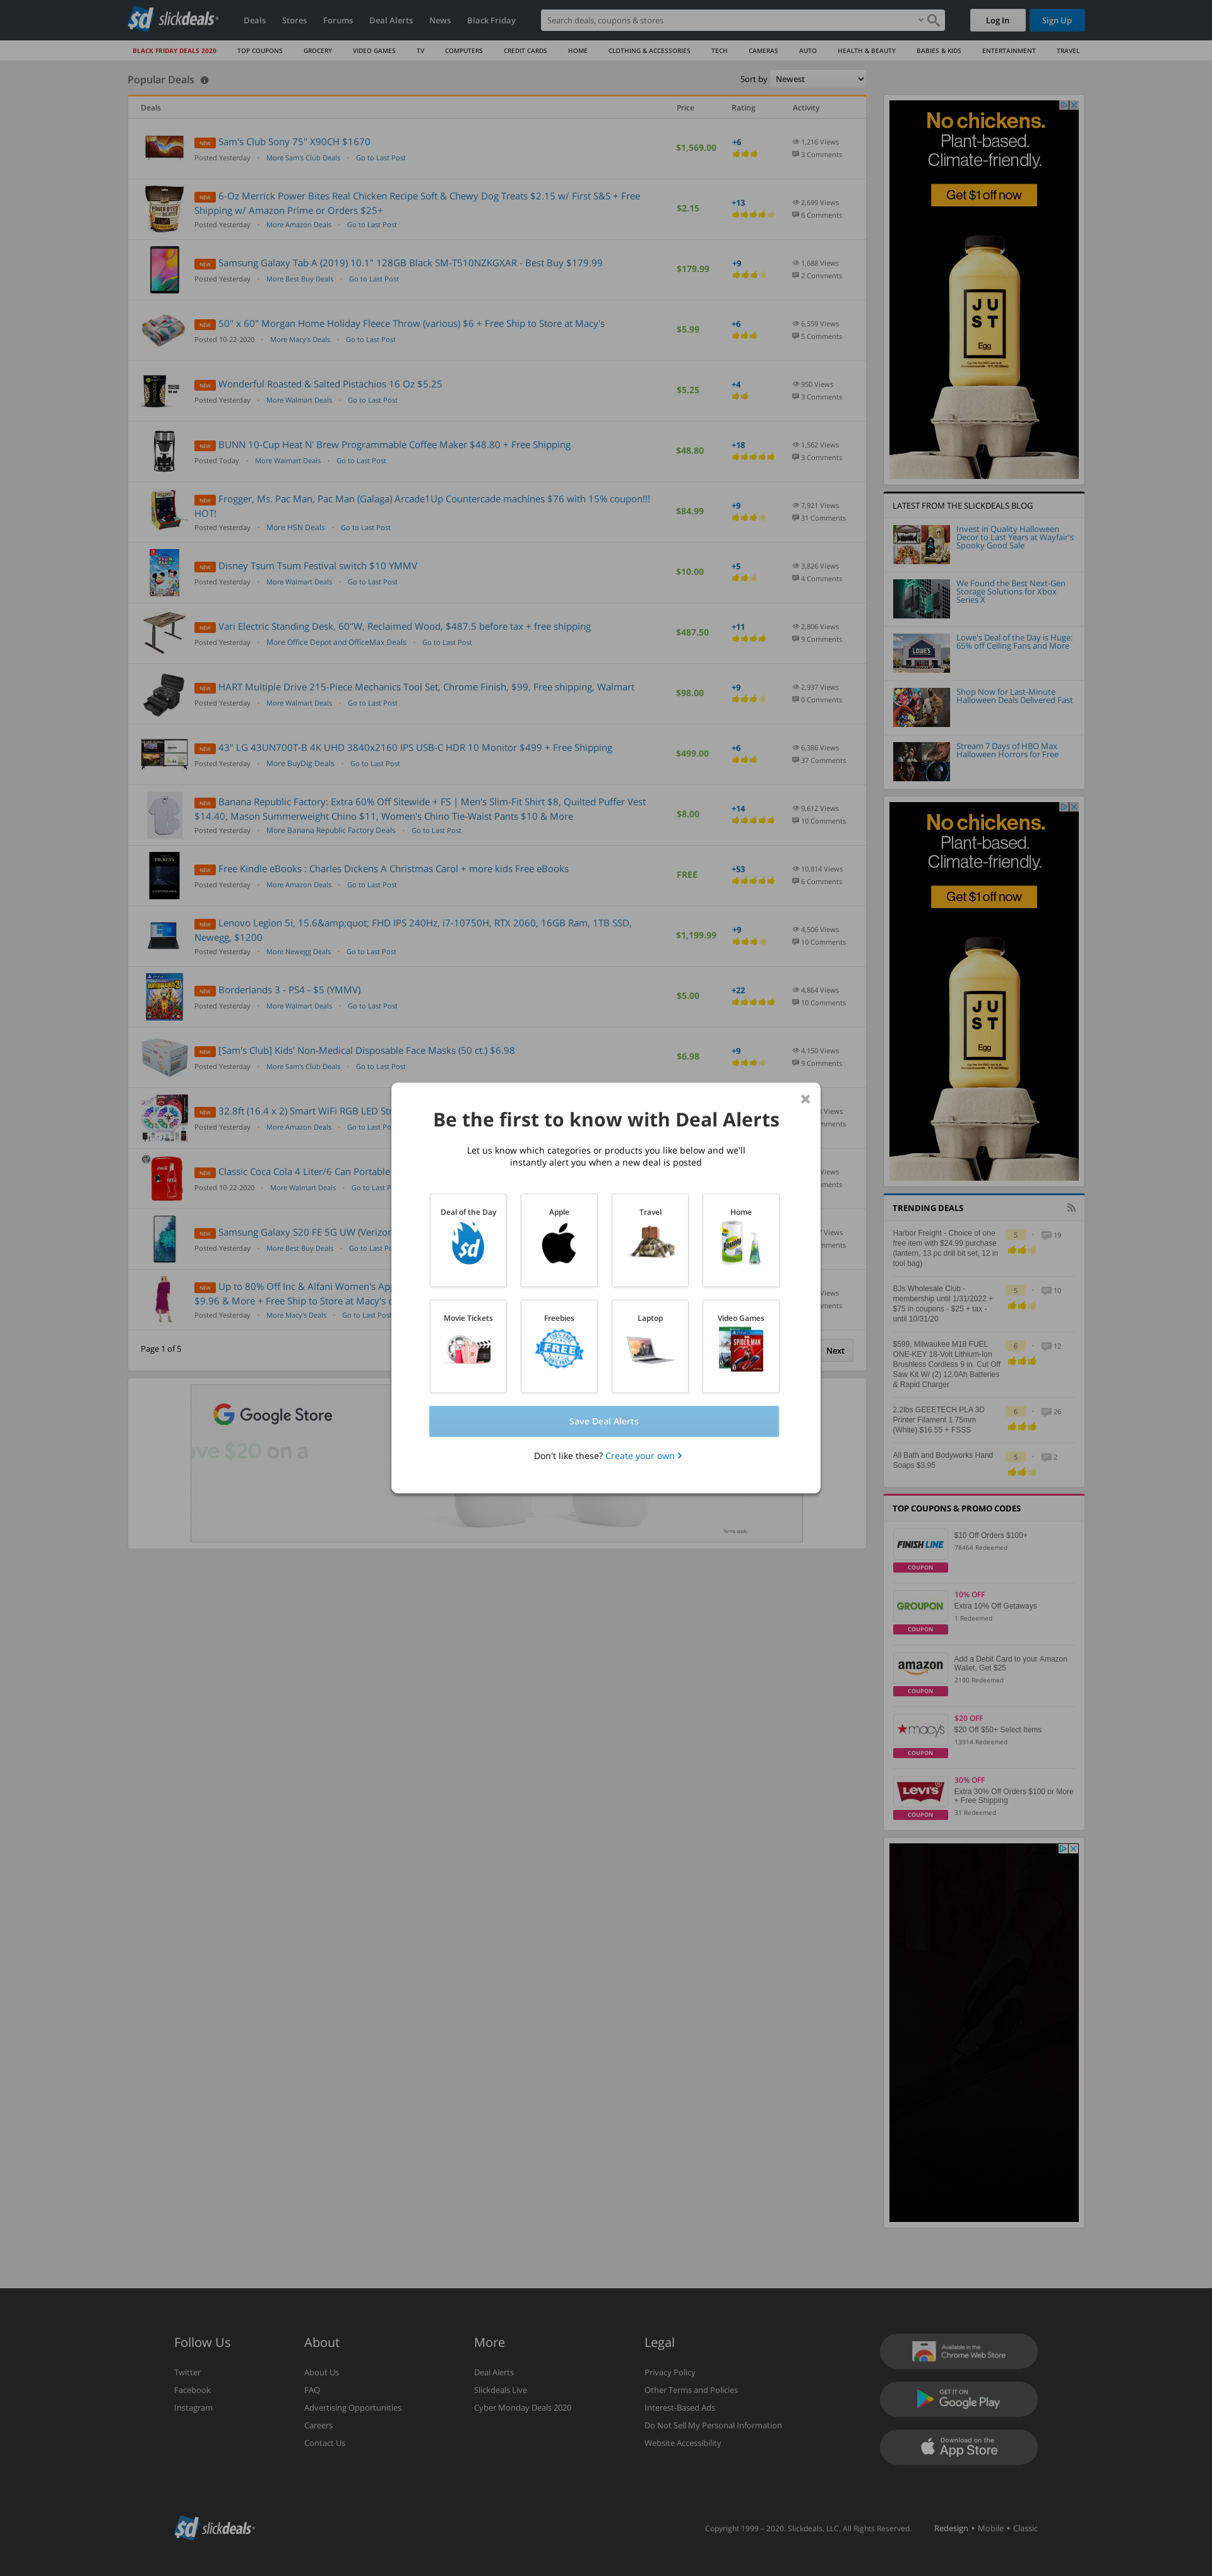 slickdeals
Deals Stores Forums Deal Alerts News Black Friday
Search deals, coupons & stores
Log In
Sign Up
BLACK FRIDAY DEALS 2020 TOP COUPONS GROCERY VIDEO GAMES TV COMPUTERS CREDIT CARDS HOME CLOTHING & ACCESSORIES TECH CAMERAS AUTO HEALTH & BEAUTY BABIES & KIDS ENTERTAINMENT TRAVEL
Popular Deals
Sort by Newest
Deals Price Rating Activity
NEW Sam's Club Sony 75" X90CH $1670
Posted Yesterday · More Sam's Club Deals · Go to Last Post
$1,569.00
+6
1,216 Views
3 Comments
NEW 6-Oz Merrick Power Bites Real Chicken Recipe Soft & Chewy Dog Treats $2.15 w/ First S&S + Free
Shipping w/ Amazon Prime or Orders $25+
Posted Yesterday · More Amazon Deals · Go to Last Post
$2.15
+13
2,699 Views
6 Comments
NEW Samsung Galaxy Tab A (2019) 10.1" 128GB Black SM-T510NZKGXAR - Best Buy $179.99
Posted Yesterday · More Best Buy Deals · Go to Last Post
$179.99
+9
1,688 Views
2 Comments
NEW 50" x 60" Morgan Home Holiday Fleece Throw (various) $6 + Free Ship to Store at Macy's
Posted 10-22-2020 · More Macy's Deals · Go to Last Post
$5.99
+6
6,559 Views
5 Comments
NEW Wonderful Roasted & Salted Pistachios 16 Oz $5.25
Posted Yesterday · More Walmart Deals · Go to Last Post
$5.25
+4
950 Views
3 Comments
NEW BUNN 10-Cup Heat N' Brew Programmable Coffee Maker $48.80 + Free Shipping
Posted Today · More Walmart Deals · Go to Last Post
$48.80
+18
1,562 Views
3 Comments
NEW Frogger, Ms. Pac Man, Pac Man (Galaga) Arcade1Up Countercade machines $76 with 15% coupon!!!
HOT!
Posted Yesterday · More HSN Deals · Go to Last Post
$84.99
+9
7,921 Views
31 Comments
NEW Disney Tsum Tsum Festival switch $10 YMMV
Posted Yesterday · More Walmart Deals · Go to Last Post
$10.00
+5
3,826 Views
4 Comments
NEW Vari Electric Standing Desk, 60"W, Reclaimed Wood, $487.5 before tax + free shipping
Posted Yesterday · More Office Depot and OfficeMax Deals · Go to Last Post
$487.50
+11
2,806 Views
9 Comments
NEW HART Multiple Drive 215-Piece Mechanics Tool Set, Chrome Finish, $99, Free shipping, Walmart
Posted Yesterday · More Walmart Deals · Go to Last Post
$98.00
+9
2,937 Views
0 Comments
NEW 43" LG 43UN700T-B 4K UHD 3840x2160 IPS USB-C HDR 10 Monitor $499 + Free Shipping
Posted Yesterday · More BuyDig Deals · Go to Last Post
$499.00
+6
6,386 Views
37 Comments
NEW Banana Republic Factory: Extra 60% Off Sitewide + FS | Men's Slim-Fit Shirt $8, Quilted Puffer Vest
$14.40, Mason Summerweight Chino $11, Women's Chino Tie-Waist Pants $10 & More
Posted Yesterday · More Banana Republic Factory Deals · Go to Last Post
$8.00
+14
9,612 Views
10 Comments
NEW Free Kindle eBooks : Charles Dickens A Christmas Carol + more kids Free eBooks
Posted Yesterday · More Amazon Deals · Go to Last Post
FREE
+53
10,814 Views
6 Comments
NEW Lenovo Legion 5i, 15.6&amp;quot; FHD IPS 240Hz, i7-10750H, RTX 2060, 16GB Ram, 1TB SSD,
Newegg, $1200
Posted Yesterday · More Newegg Deals · Go to Last Post
$1,199.99
+9
4,506 Views
10 Comments
NEW Borderlands 3 - PS4 - $5 (YMMV)
Posted Yesterday · More Walmart Deals · Go to Last Post
$5.00
+22
4,864 Views
10 Comments
NEW [Sam's Club] Kids' Non-Medical Disposable Face Masks (50 ct.) $6.98
Posted Yesterday · More Sam's Club Deals · Go to Last Post
$6.98
+9
4,150 Views
9 Comments
NEW 32.8ft (16.4 x 2) Smart WiFi RGB LED
Posted Yesterday · More Amazon Deals · Go to Last
Views
NEW Classic Coca Cola 4 Liter/6 Can Portable
Posted 10-22-2020 · More Walmart Deals · Go to Last
Views
NEW Samsung Galaxy S20 FE 5G UW
Posted Yesterday · More Best Buy Deals · Go to Last
Views
NEW Up to 80% Off Inc & Alfani Women's
$9.96 & More + Free Ship to Store at Macy's
Posted Yesterday · More Macy's Deals · Go to Last Post
Views
Page 1 of 5
Next
Google Store
$20 on a
Terms apply.
Be the first to know with Deal Alerts
Let us know which categories or products you like below and we'll
instantly alert you when a new deal is posted
Deal of the Day Apple Travel Home
Movie Tickets Freebies Laptop Video Games
FREE
SPIDER-MAN
Save Deal Alerts
Don't like these? Create your own
No chickens.
Plant-based.
Climate-friendly.
Get $1 off now
JUST
Egg
LATEST FROM THE SLICKDEALS BLOG
Invest in Quality Halloween
Decor to Last Years at Wayfair's
Spooky Good Sale
We Found the Best Next-Gen
Storage Solutions for Xbox
Series X
Lowe's Deal of the Day is Huge:
65% off Ceiling Fans and More
Shop Now for Last-Minute
Halloween Deals Delivered Fast
Stream 7 Days of HBO Max
Halloween Horrors for Free
No chickens.
Plant-based.
Climate-friendly.
Get $1 off now
JUST
Egg
TRENDING DEALS
Harbor Freight - Choice of one
free item with $24.99 purchase
(lantern, 13 pc drill bit set, 12 in
tool bag)
5 · 19
BJs Wholesale Club -
membership until 1/31/2022 +
$75 in coupons - $25 + tax -
until 10/31/20
5 · 10
$599, Milwaukee M18 FUEL
ONE-KEY 18-Volt Lithium-Ion
Brushless Cordless 9 in. Cut Off
Saw Kit W/ (2) 12.0Ah Batteries
& Rapid Charger
6 · 12
2.2lbs GEEETECH PLA 3D
Printer Filament 1.75mm
(White) $16.55 + FSSS
6 · 26
All Bath and Bodyworks Hand
Soaps $3.95
5 · 2
TOP COUPONS & PROMO CODES
FINISH LINE
COUPON
$10 Off Orders $100+
78464 Redeemed
GROUPON
COUPON
10% OFF
Extra 10% Off Getaways
1 Redeemed
amazon
COUPON
Add a Debit Card to your Amazon
Wallet, Get $25
2100 Redeemed
macy's
COUPON
$20 OFF
$20 Off $50+ Select Items
13914 Redeemed
LEVI'S
COUPON
30% OFF
Extra 30% Off Orders $100 or More
+ Free Shipping
31 Redeemed
Follow Us
Twitter
Facebook
Instagram
About
About Us
FAQ
Advertising Opportunities
Careers
Contact Us
More
Deal Alerts
Slickdeals Live
Cyber Monday Deals 2020
Legal
Privacy Policy
Other Terms and Policies
Interest-Based Ads
Do Not Sell My Personal Information
Website Accessibility
Available in the
Chrome Web Store
GET IT ON
Google Play
Download on the
App Store
slickdeals
Copyright 1999 – 2020. Slickdeals, LLC. All Rights Reserved. Redesign • Mobile • Classic